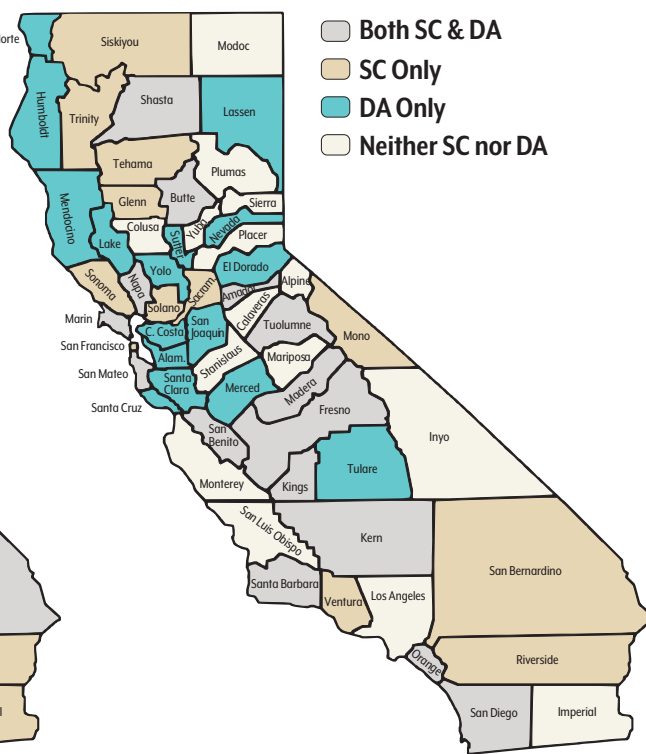 Both SC & DA
SC Only
DA Only
Neither SC nor DA
Siskiyou
Modoc
Humboldt
Trinity
Shasta
Lassen
Tehama
Plumas
Mendocino
Glenn
Butte
Sierra
Colusa
Yuba
Nevada
Lake
Sutter
Placer
Yolo
El Dorado
Sonoma
Napa
Sacram.
Alpine
Amador
Solano
Calaveras
Marin
C. Costa
San
Joaquin
Tuolumne
Mono
San Francisco
Alam.
Stanislaus
Mariposa
San Mateo
Santa
Clara
Merced
Madera
Santa Cruz
Fresno
San
Benito
Inyo
Tulare
Monterey
Kings
San Luis Obispo
Kern
San Bernardino
Santa Barbara
Ventura
Los Angeles
Orange
Riverside
San Diego
Imperial